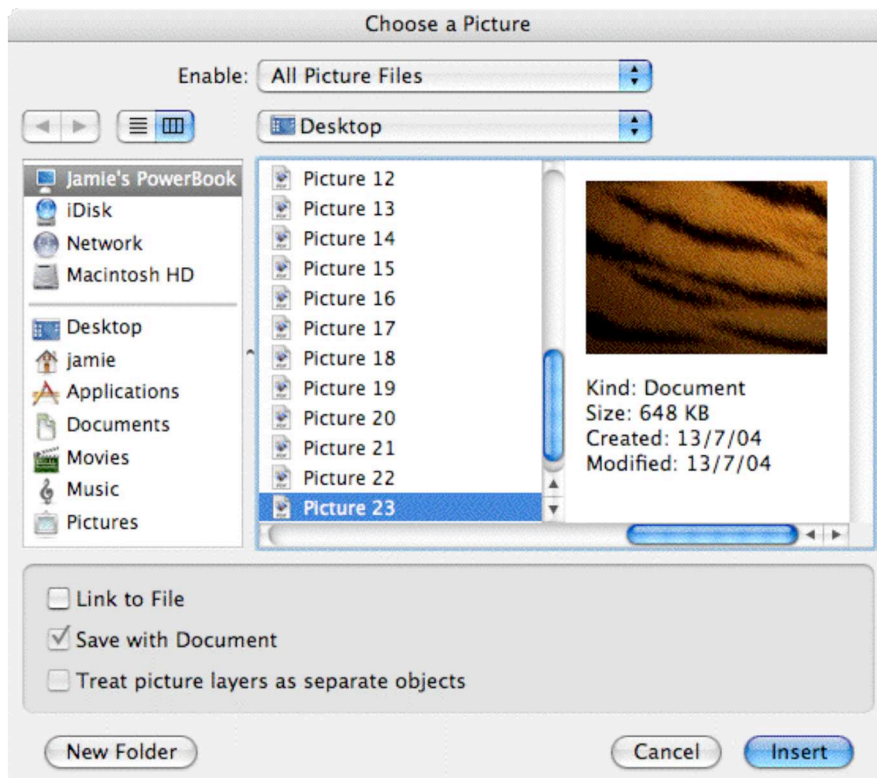 Choose a Picture
Enable: All Picture Files
Desktop
Jamie's PowerBook
iDisk
Network
Macintosh HD
Desktop
jamie
Applications
Documents
Movies
Music
Pictures
Picture 12
Picture 13
Picture 14
Picture 15
Picture 16
Picture 17
Picture 18
Picture 19
Picture 20
Picture 21
Picture 22
Picture 23
Kind: Document
Size: 648 KB
Created: 13/7/04
Modified: 13/7/04
Link to File
Save with Document
Treat picture layers as separate objects
New Folder
Cancel
Insert